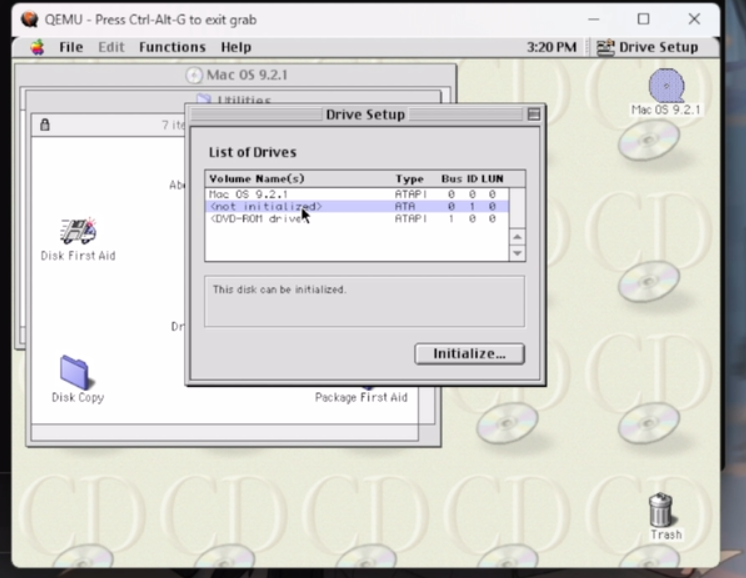 QEMU - Press Ctrl-Alt-G to exit grab
File Edit Functions Help 3:20 PM Drive Setup
Mac OS 9.2.1
Utilities
Mac OS 9.2.1
Drive Setup
7 ite
List of Drives
Volume Name(s) Type Bus ID LUN
Mac OS 9.2.1 ATAPI 0 0 0
<not initialized> ATA 0 1 0
<DVD-ROM drive ATAPI 1 0 0
Ab
Disk First Aid
This disk can be initialized.
Dr
Initialize...
Disk Copy
Package First Aid
Trash